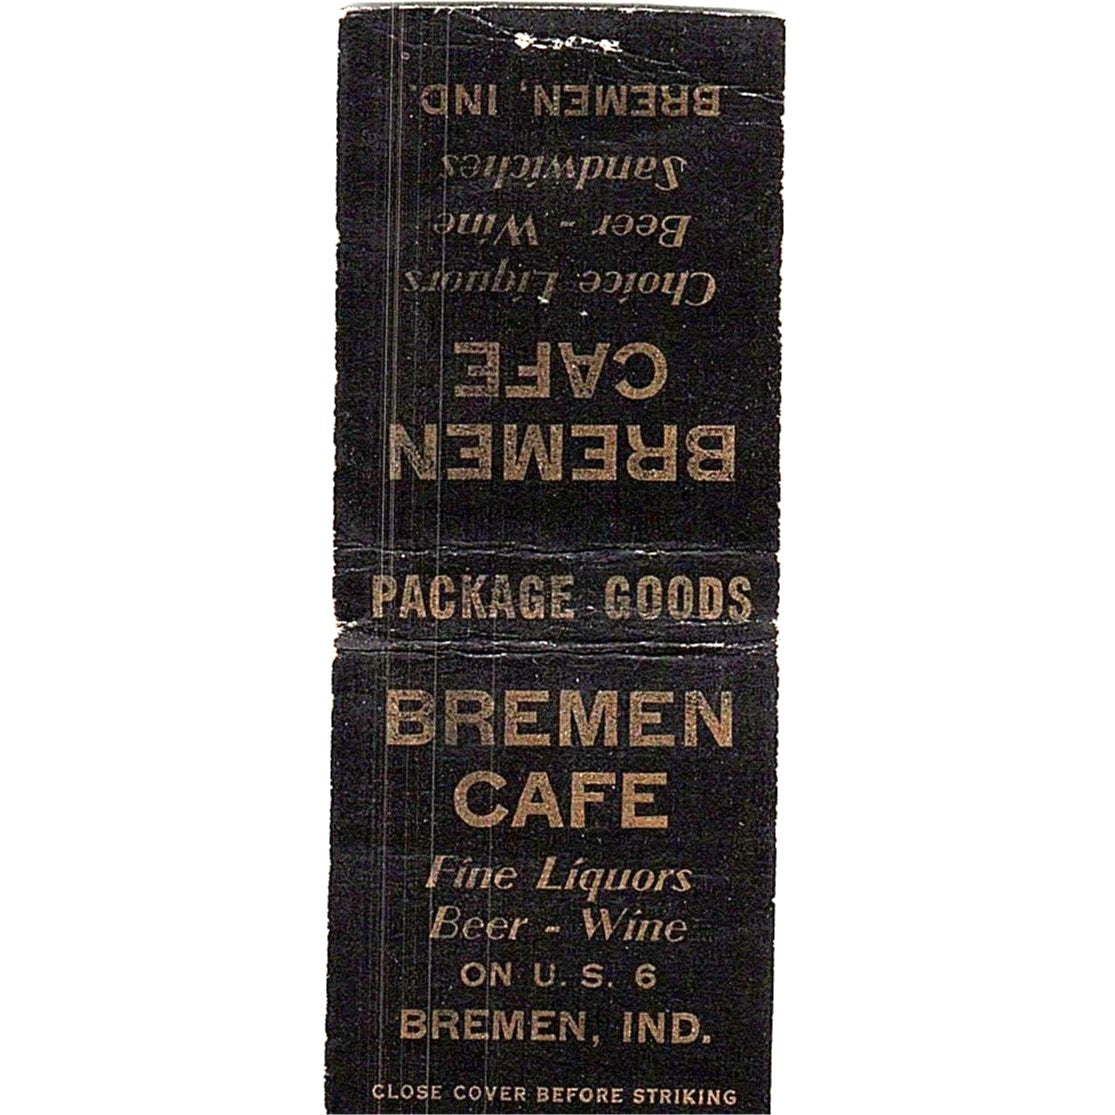 BREMEN
CAFE
Choice Liquors
Beer - Wine
Sandwiches
BREMEN, IND.
PACKAGE GOODS
BREMEN
CAFE
Fine Liquors
Beer - Wine
ON U. S. 6
BREMEN, IND.
CLOSE COVER BEFORE STRIKING